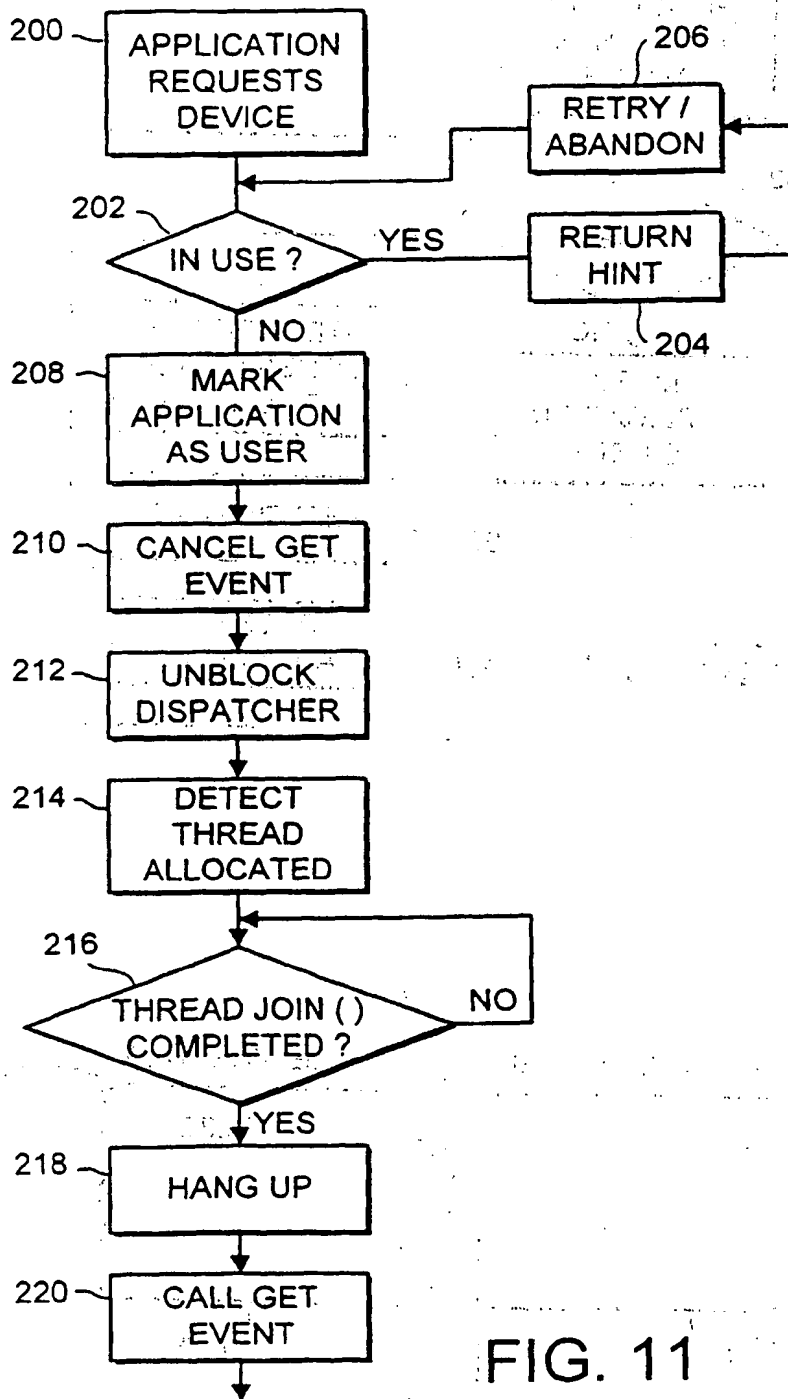 200
APPLICATION
REQUESTS
DEVICE
206
RETRY /
ABANDON
202
IN USE ?
YES
RETURN
HINT
204
NO
208
MARK
APPLICATION
AS USER
210
CANCEL GET
EVENT
212
UNBLOCK
DISPATCHER
214
DETECT
THREAD
ALLOCATED
216
THREAD JOIN ( )
COMPLETED ?
NO
YES
218
HANG UP
220
CALL GET
EVENT
FIG. 11